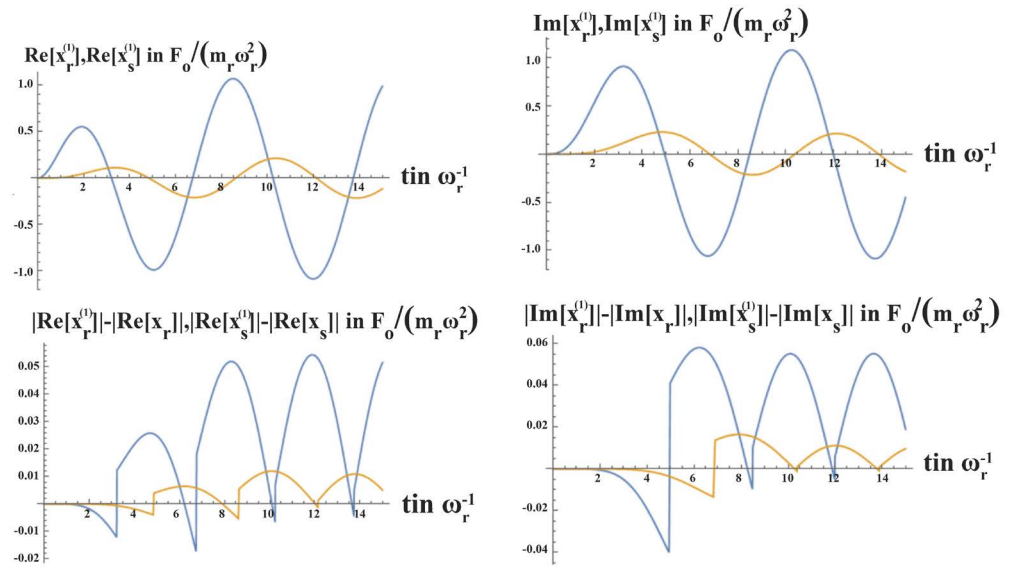 Re[x_r^(1)],Re[x_s^(1)] in F_o/(m_r ω_r^2)
1.0
0.5
-0.5
-1.0
2 4 6 8 10 12 14
tin ω_r^-1
Im[x_r^(1)],Im[x_s^(1)] in F_o/(m_r ω_r^2)
1.0
0.5
-0.5
-1.0
2 4 6 8 10 12 14
tin ω_r^-1
|Re[x_r^(1)]|-|Re[x_r]|,|Re[x_s^(1)]|-|Re[x_s]| in F_o/(m_r ω_r^2)
0.05
0.04
0.03
0.02
0.01
-0.01
-0.02
2 4 6 8 10 12 14
tin ω_r^-1
|Im[x_r^(1)]|-|Im[x_r]|,|Im[x_s^(1)]|-|Im[x_s]| in F_o/(m_r ω_r^2)
0.06
0.04
0.02
-0.02
-0.04
2 4 6 8 10 12 14
tin ω_r^-1